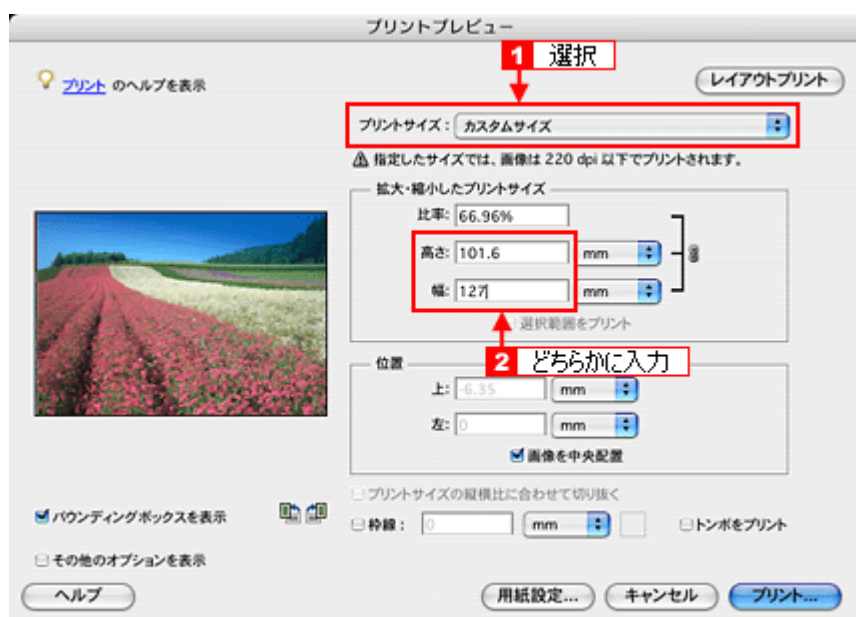 プリントプレビュー
1 選択
プリント のヘルプを表示
レイアウトプリント
プリントサイズ： カスタムサイズ
指定したサイズでは、画像は 220 dpi 以下でプリントされます。
拡大・縮小したプリントサイズ
比率: 66.96%
高さ: 101.6 mm
幅: 127 mm
選択範囲をプリント
2 どちらかに入力
位置
上: -6.35 mm
左: 0 mm
画像を中央配置
プリントサイズの縦横比に合わせて切り抜く
バウンディングボックスを表示
枠線： 0 mm
トンボをプリント
その他のオプションを表示
ヘルプ
用紙設定...
キャンセル
プリント...